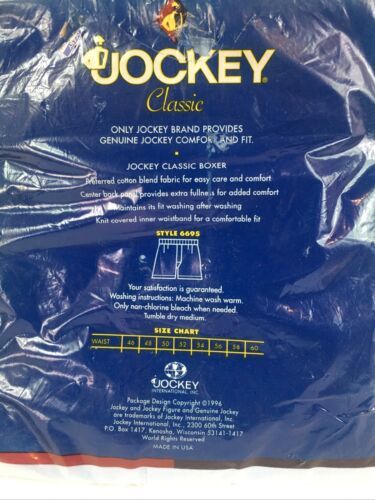 JOCKEY®
Classic
ONLY JOCKEY BRAND PROVIDES
GENUINE JOCKEY COMFORT AND FIT.
JOCKEY CLASSIC BOXER
Preferred cotton blend fabric for easy care and comfort
Center back panel provides extra fullness for added comfort
Maintains its fit washing after washing
Knit covered inner waistband for a comfortable fit
STYLE 6695
Your satisfaction is guaranteed.
Washing instructions: Machine wash warm.
Only non-chlorine bleach when needed.
Tumble dry medium.
SIZE CHART
WAIST 46 48 50 52 54 56 58 60
JOCKEY
INTERNATIONAL, INC.
Package Design Copyright ©1996
Jockey and Jockey Figure and Genuine Jockey
are trademarks of Jockey International, Inc.
Jockey International, Inc., 2300 60th Street
P.O. Box 1417, Kenosha, Wisconsin 53141-1417
World Rights Reserved
MADE IN USA